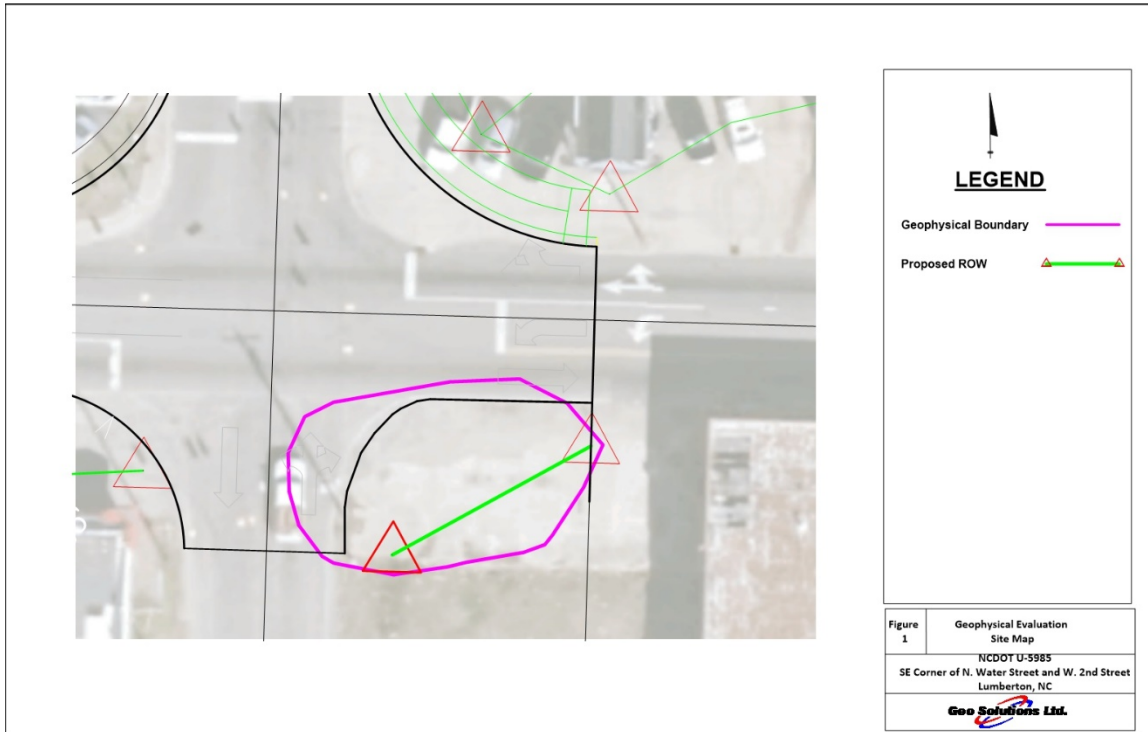 LEGEND
Geophysical Boundary
Proposed ROW
Figure
1
Geophysical Evaluation
Site Map
NCDOT U-5985
SE Corner of N. Water Street and W. 2nd Street
Lumberton, NC
Geo Solutions Ltd.